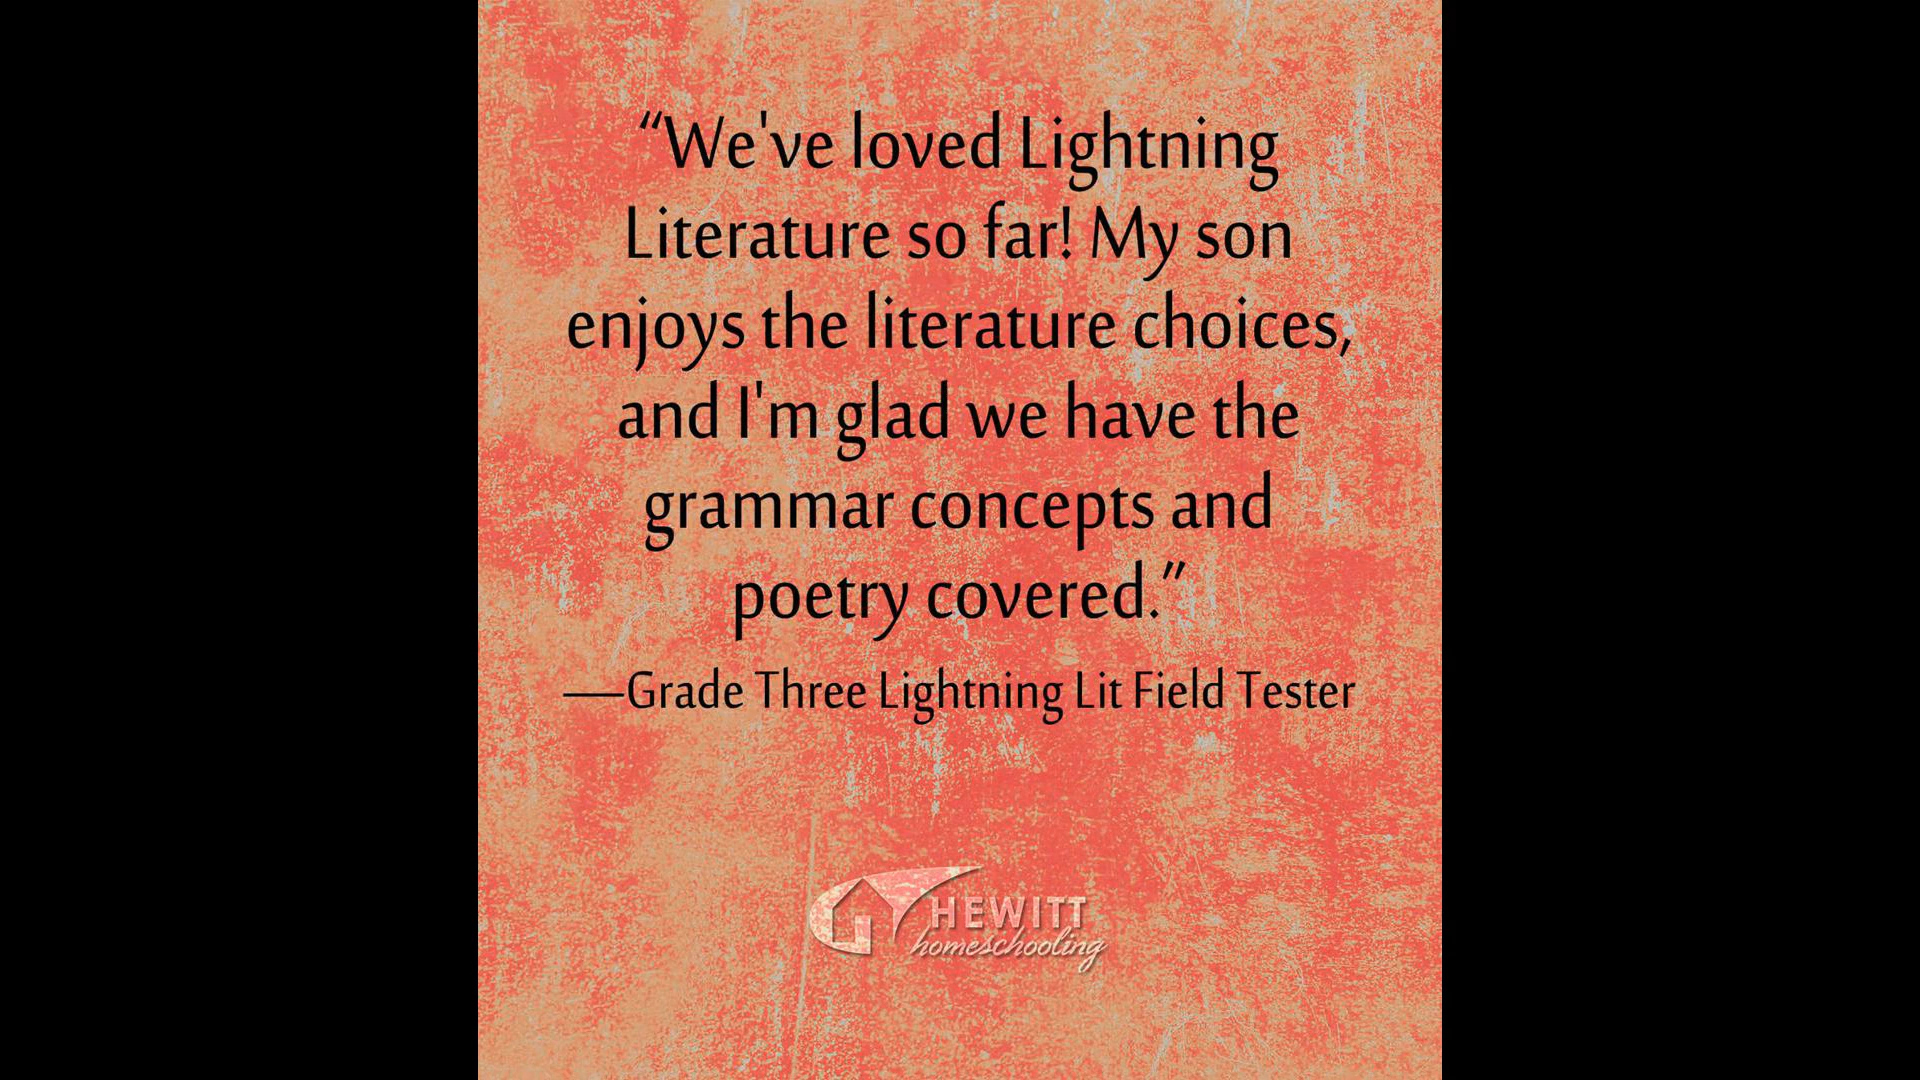 “We've loved Lightning
Literature so far! My son
enjoys the literature choices,
and I'm glad we have the
grammar concepts and
poetry covered.”
—Grade Three Lightning Lit Field Tester
HEWITT
homeschooling